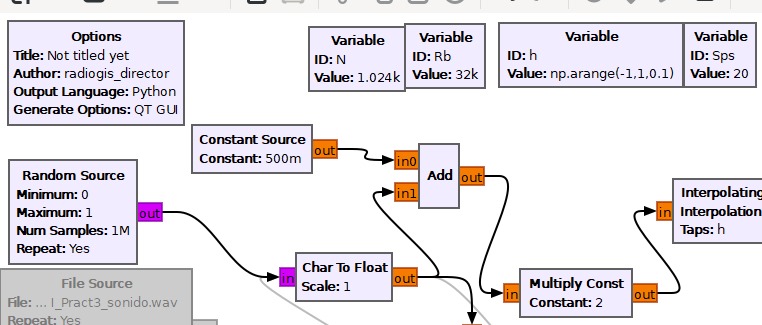 Options
Title: Not titled yet
Author: radiogis_director
Output Language: Python
Generate Options: QT GUI
Variable
ID: N
Value: 1.024k
Variable
ID: Rb
Value: 32k
Variable
ID: h
Value: np.arange(-1,1,0.1)
Variable
ID: Sps
Value: 20
Constant Source
Constant: 500m
out
in0
in1
Add
out
Random Source
Minimum: 0
Maximum: 1
Num Samples: 1M
Repeat: Yes
out
in
Interpolating
Interpolation
Taps: h
in
Char To Float
Scale: 1
out
in
Multiply Const
Constant: 2
out
File Source
File: ... I_Pract3_sonido.wav
Repeat: Yes